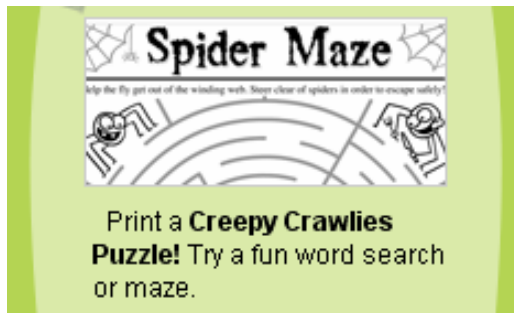 Spider Maze
Help the fly get out of the winding web. Steer clear of spiders in order to escape safely!
Print a Creepy Crawlies
Puzzle! Try a fun word search
or maze.